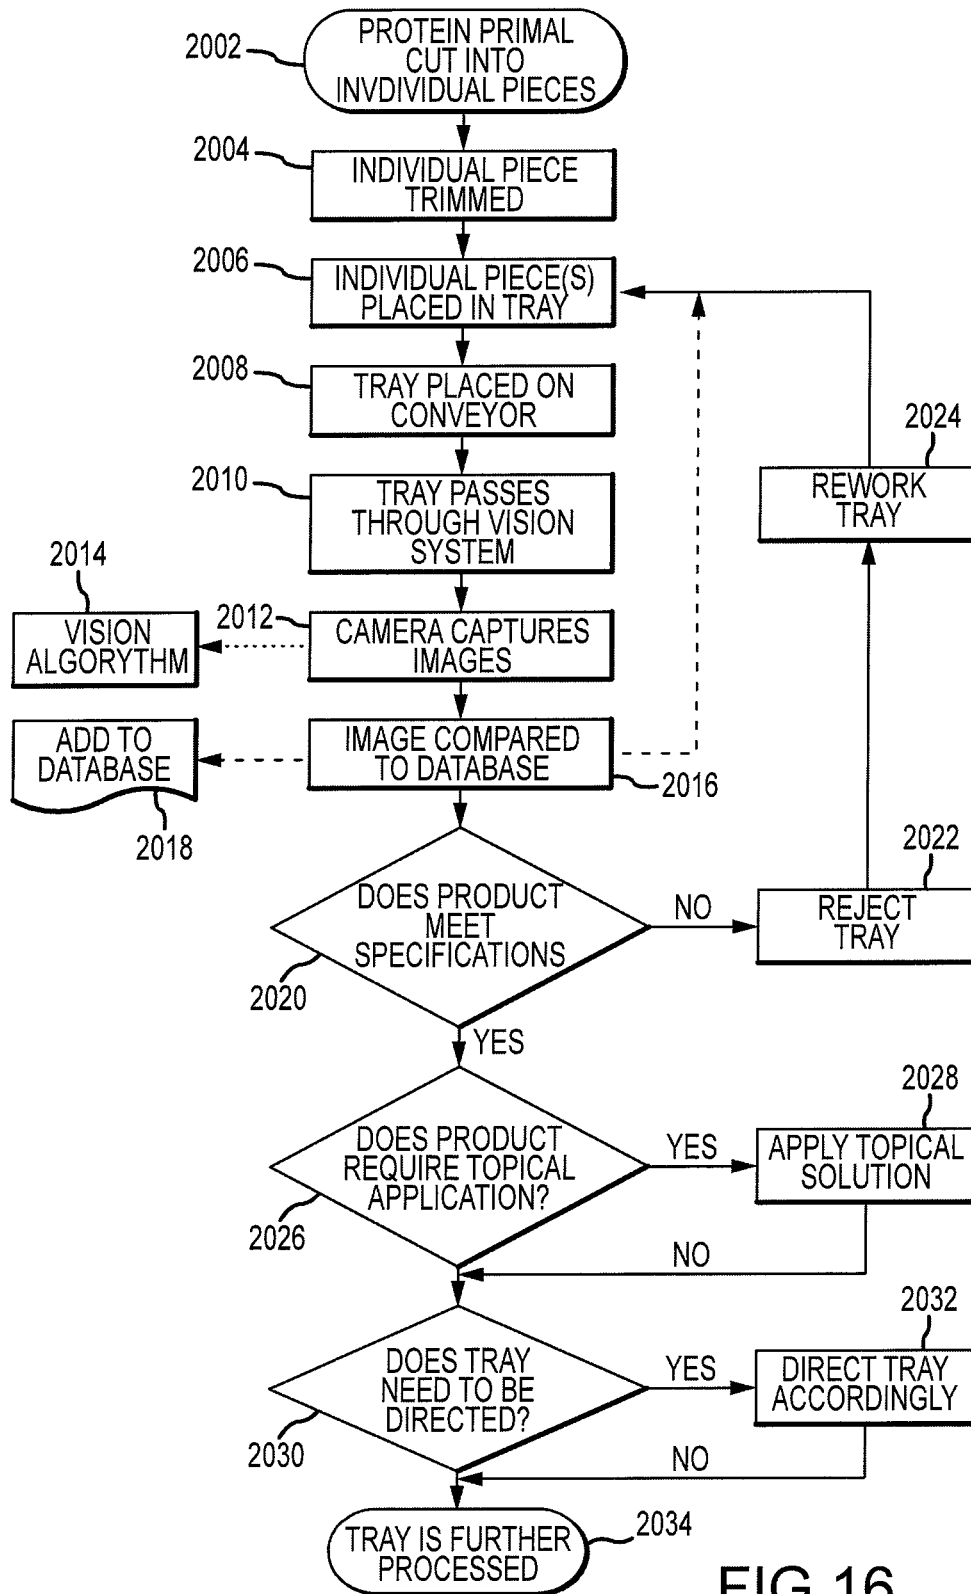 2002
PROTEIN PRIMAL
CUT INTO
INVDIVIDUAL PIECES
2004
INDIVIDUAL PIECE
TRIMMED
2006
INDIVIDUAL PIECE(S)
PLACED IN TRAY
2008
TRAY PLACED ON
CONVEYOR
2024
REWORK
TRAY
2010
TRAY PASSES
THROUGH VISION
SYSTEM
2014
VISION
ALGORYTHM
2012
CAMERA CAPTURES
IMAGES
ADD TO
DATABASE
2018
IMAGE COMPARED
TO DATABASE
2016
DOES PRODUCT
MEET
SPECIFICATIONS
2020
NO
2022
REJECT
TRAY
YES
DOES PRODUCT
REQUIRE TOPICAL
APPLICATION?
2026
YES
2028
APPLY TOPICAL
SOLUTION
NO
DOES TRAY
NEED TO BE
DIRECTED?
2030
YES
2032
DIRECT TRAY
ACCORDINGLY
NO
TRAY IS FURTHER
PROCESSED
2034
FIG.16